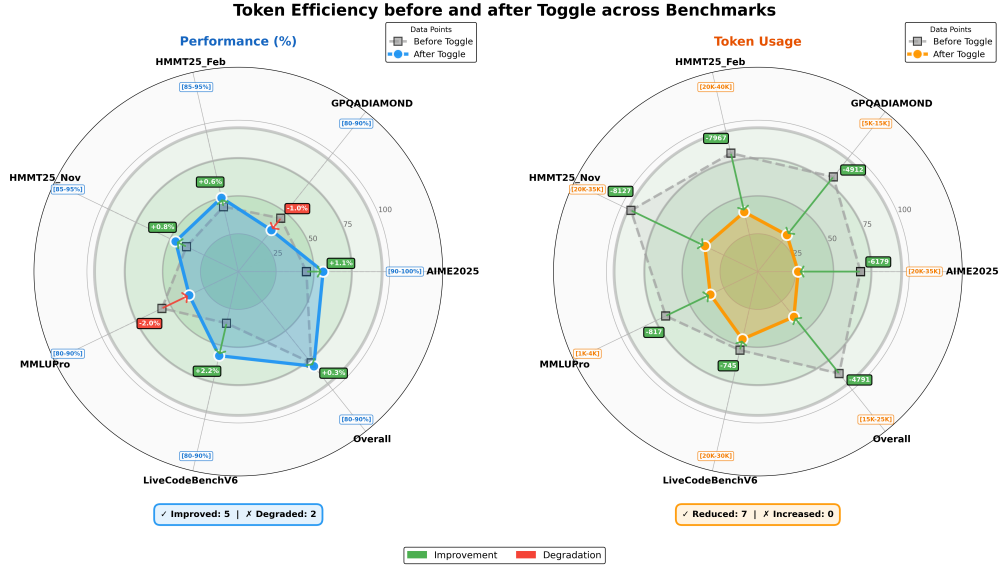 Token Efficiency before and after Toggle across Benchmarks
Performance (%)
Data Points
Before Toggle
After Toggle
HMMT25_Feb
[85-95%]
GPQADIAMOND
[80-90%]
HMMT25_Nov
[85-95%]
AIME2025
[90-100%]
MMLUPro
[80-90%]
LiveCodeBenchV6
[80-90%]
Overall
[80-90%]
+0.6%
-1.0%
+0.8%
+1.1%
-2.0%
+2.2%
+0.3%
25
50
75
100
✓ Improved: 5 | ✗ Degraded: 2
Token Usage
Data Points
Before Toggle
After Toggle
HMMT25_Feb
[20K-40K]
GPQADIAMOND
[5K-15K]
HMMT25_Nov
[20K-35K]
AIME2025
[20K-35K]
MMLUPro
[1K-4K]
LiveCodeBenchV6
[20K-30K]
Overall
[15K-25K]
-7967
-4912
-8127
-6179
-817
-745
-4791
25
50
75
100
✓ Reduced: 7 | ✗ Increased: 0
Improvement
Degradation